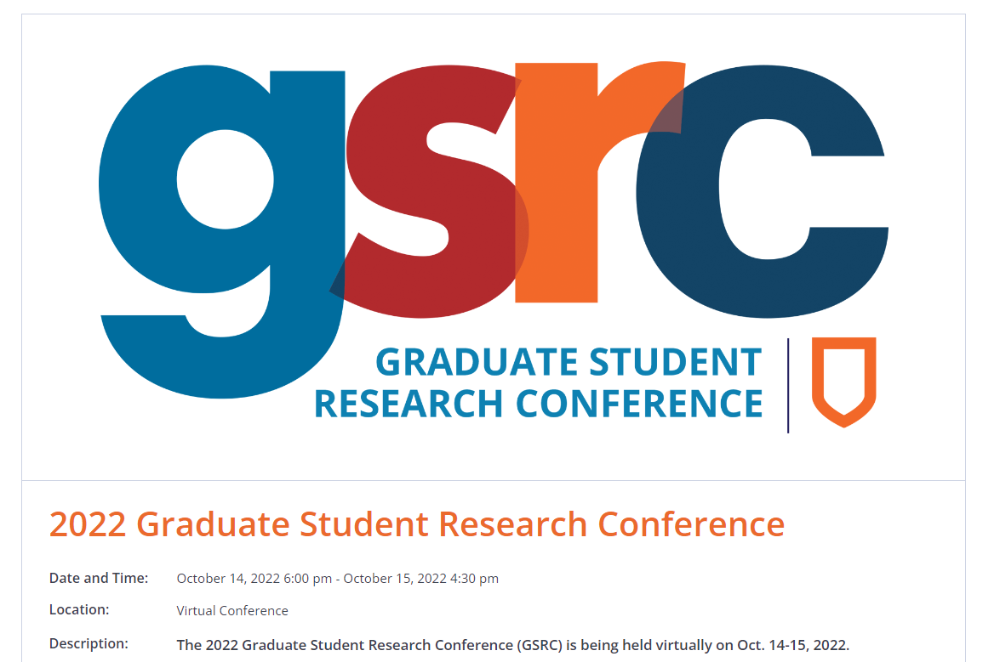 gsrc
GRADUATE STUDENT
RESEARCH CONFERENCE
2022 Graduate Student Research Conference
Date and Time: October 14, 2022 6:00 pm - October 15, 2022 4:30 pm
Location: Virtual Conference
Description: The 2022 Graduate Student Research Conference (GSRC) is being held virtually on Oct. 14-15, 2022.